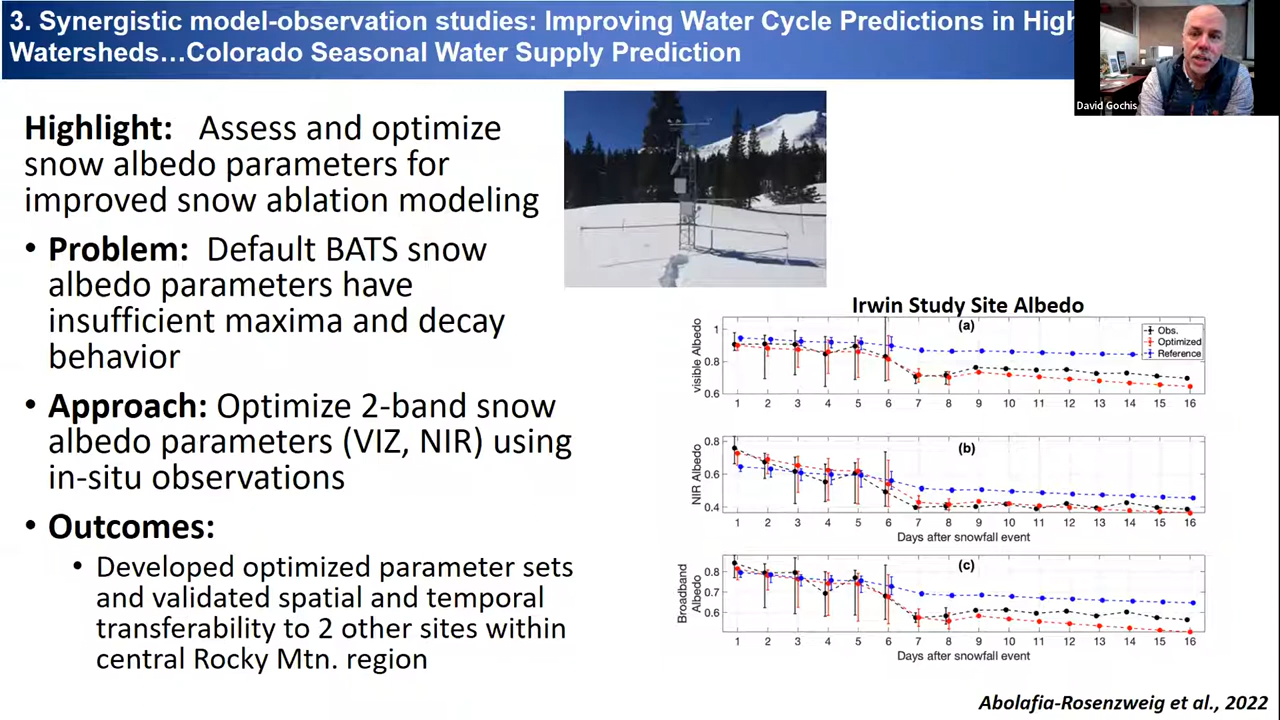 3. Synergistic model-observation studies: Improving Water Cycle Predictions in High
Watersheds…Colorado Seasonal Water Supply Prediction
David Gochis
Highlight: Assess and optimize
snow albedo parameters for
improved snow ablation modeling
• Problem: Default BATS snow
albedo parameters have
insufficient maxima and decay
behavior
• Approach: Optimize 2-band snow
albedo parameters (VIZ, NIR) using
in-situ observations
• Outcomes:
• Developed optimized parameter sets
and validated spatial and temporal
transferability to 2 other sites within
central Rocky Mtn. region
Irwin Study Site Albedo
(a)
visible Albedo
1
0.8
0.6
Obs.
Optimized
Reference
1 2 3 4 5 6 7 8 9 10 11 12 13 14 15 16
(b)
NIR Albedo
0.8
0.6
0.4
1 2 3 4 5 6 7 8 9 10 11 12 13 14 15 16
Days after snowfall event
(c)
Broadband
Albedo
0.8
0.7
0.6
1 2 3 4 5 6 7 8 9 10 11 12 13 14 15 16
Days after snowfall event
Abolafia-Rosenzweig et al., 2022